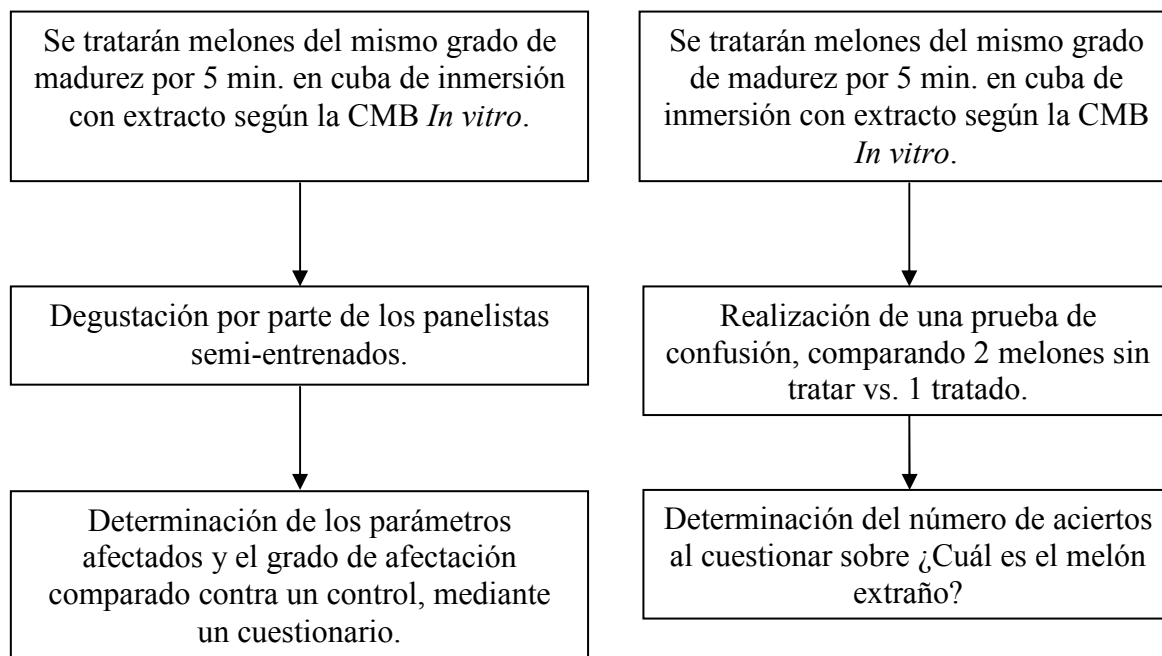 Se tratarán melones del mismo grado de
madurez por 5 min. en cuba de inmersión
con extracto según la CMB In vitro.
Degustación por parte de los panelistas
semi-entrenados.
Determinación de los parámetros
afectados y el grado de afectación
comparado contra un control, mediante
un cuestionario.
Se tratarán melones del mismo grado
de madurez por 5 min. en cuba de
inmersión con extracto según la CMB
In vitro.
Realización de una prueba de
confusión, comparando 2 melones sin
tratar vs. 1 tratado.
Determinación del número de aciertos
al cuestionar sobre ¿Cuál es el melón
extraño?